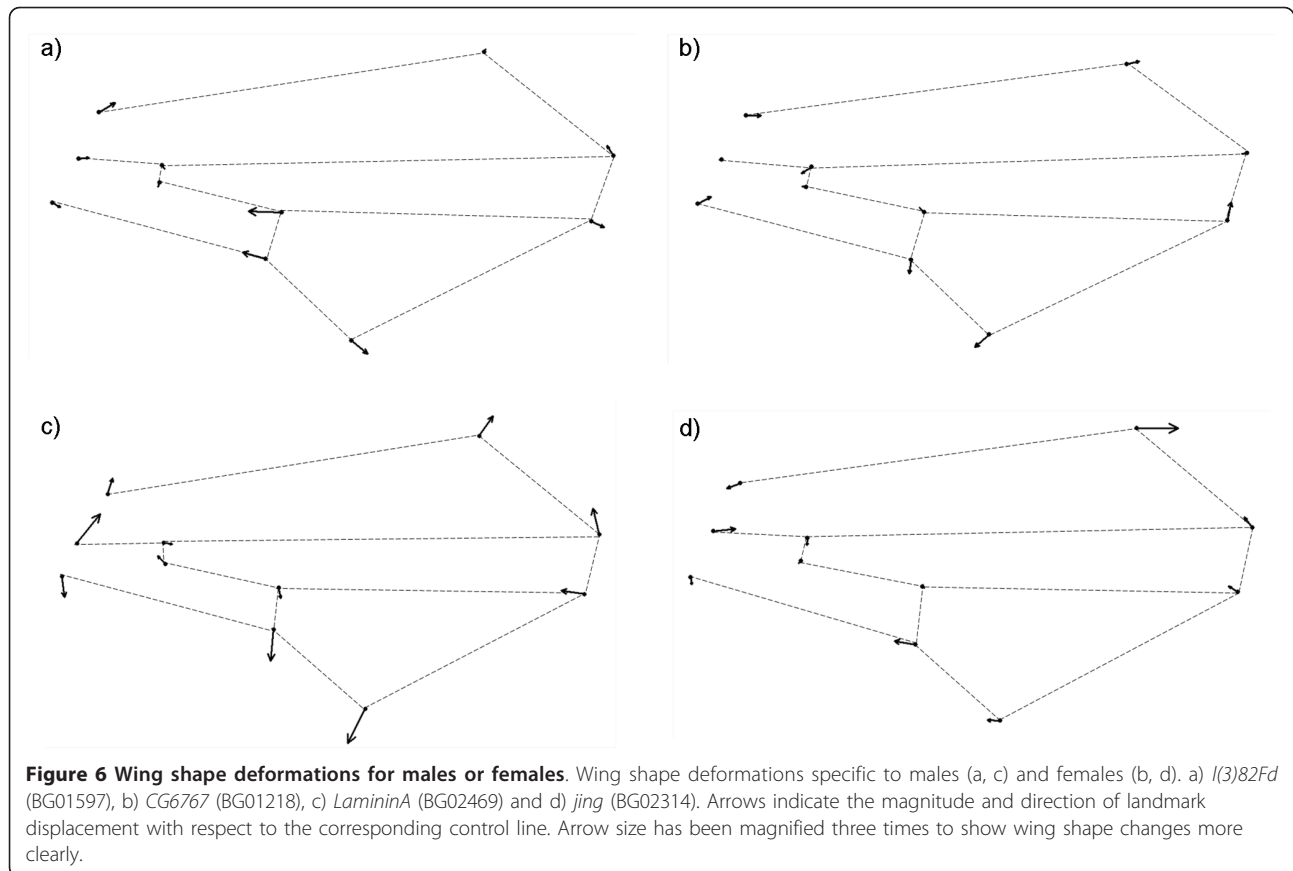 a)
b)
c)
d)
Figure 6 Wing shape deformations for males or females. Wing shape deformations specific to males (a, c) and females (b, d). a) l(3)82Fd
(BG01597), b) CG6767 (BG01218), c) LamininA (BG02469) and d) jing (BG02314). Arrows indicate the magnitude and direction of landmark
displacement with respect to the corresponding control line. Arrow size has been magnified three times to show wing shape changes more
clearly.